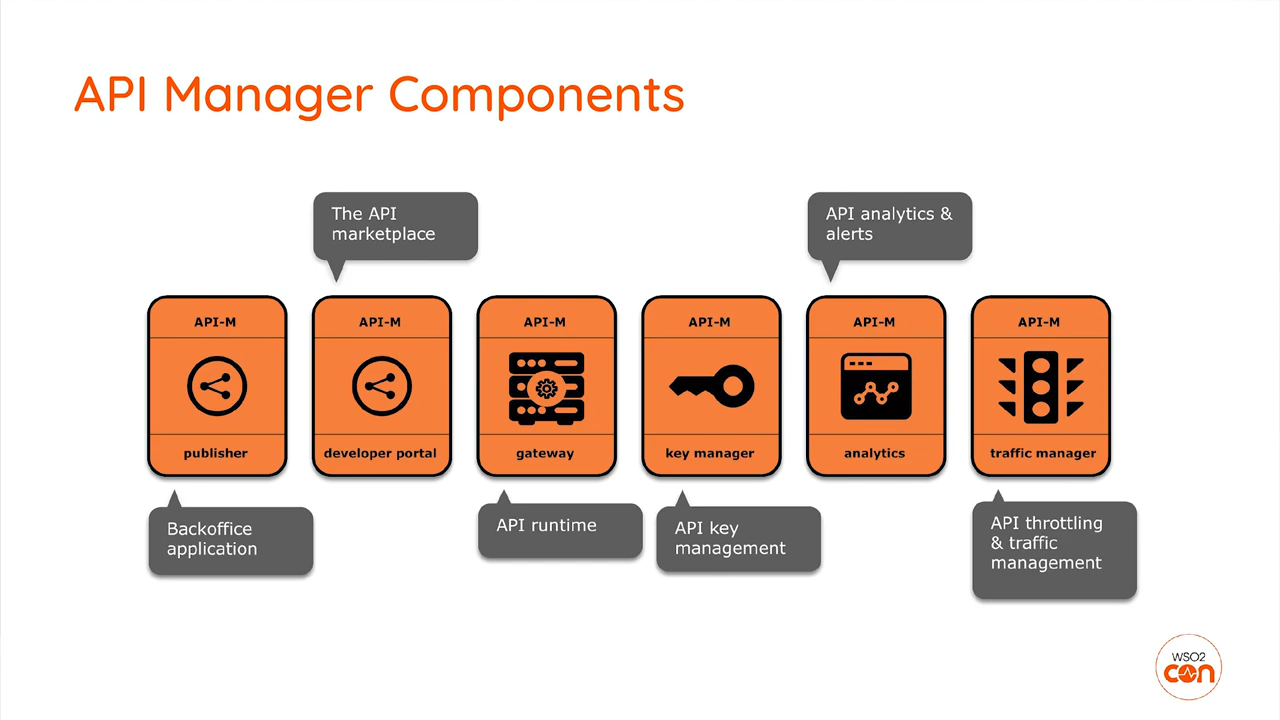 API Manager Components
The API
marketplace
API analytics &
alerts
API-M
publisher
API-M
developer portal
API-M
gateway
API-M
key manager
API-M
analytics
API-M
traffic manager
Backoffice
application
API runtime
API key
management
API throttling
& traffic
management
WSO2
con